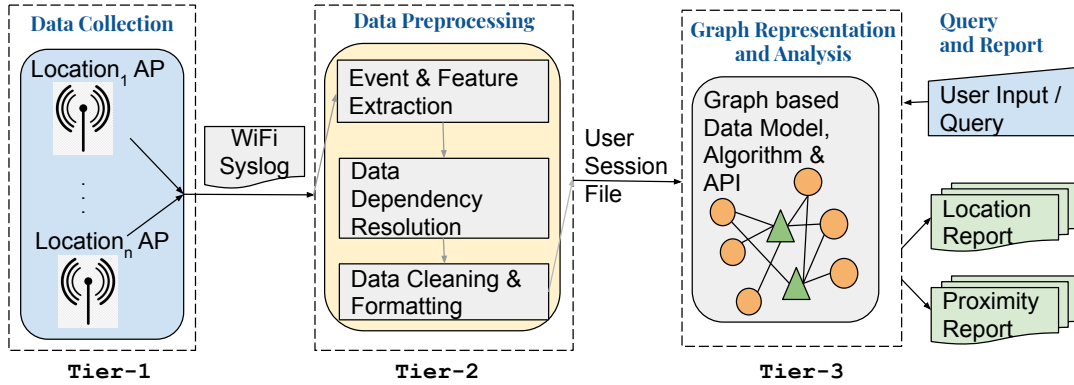 Data Collection
Location1 AP
.
.
.
Locationn AP
Tier-1
WiFi
Syslog
Data Preprocessing
Event & Feature
Extraction
Data
Dependency
Resolution
Data Cleaning &
Formatting
Tier-2
User
Session
File
Graph Representation
and Analysis
Graph based
Data Model,
Algorithm &
API
Tier-3
Query
and Report
User Input /
Query
Location
Report
Proximity
Report